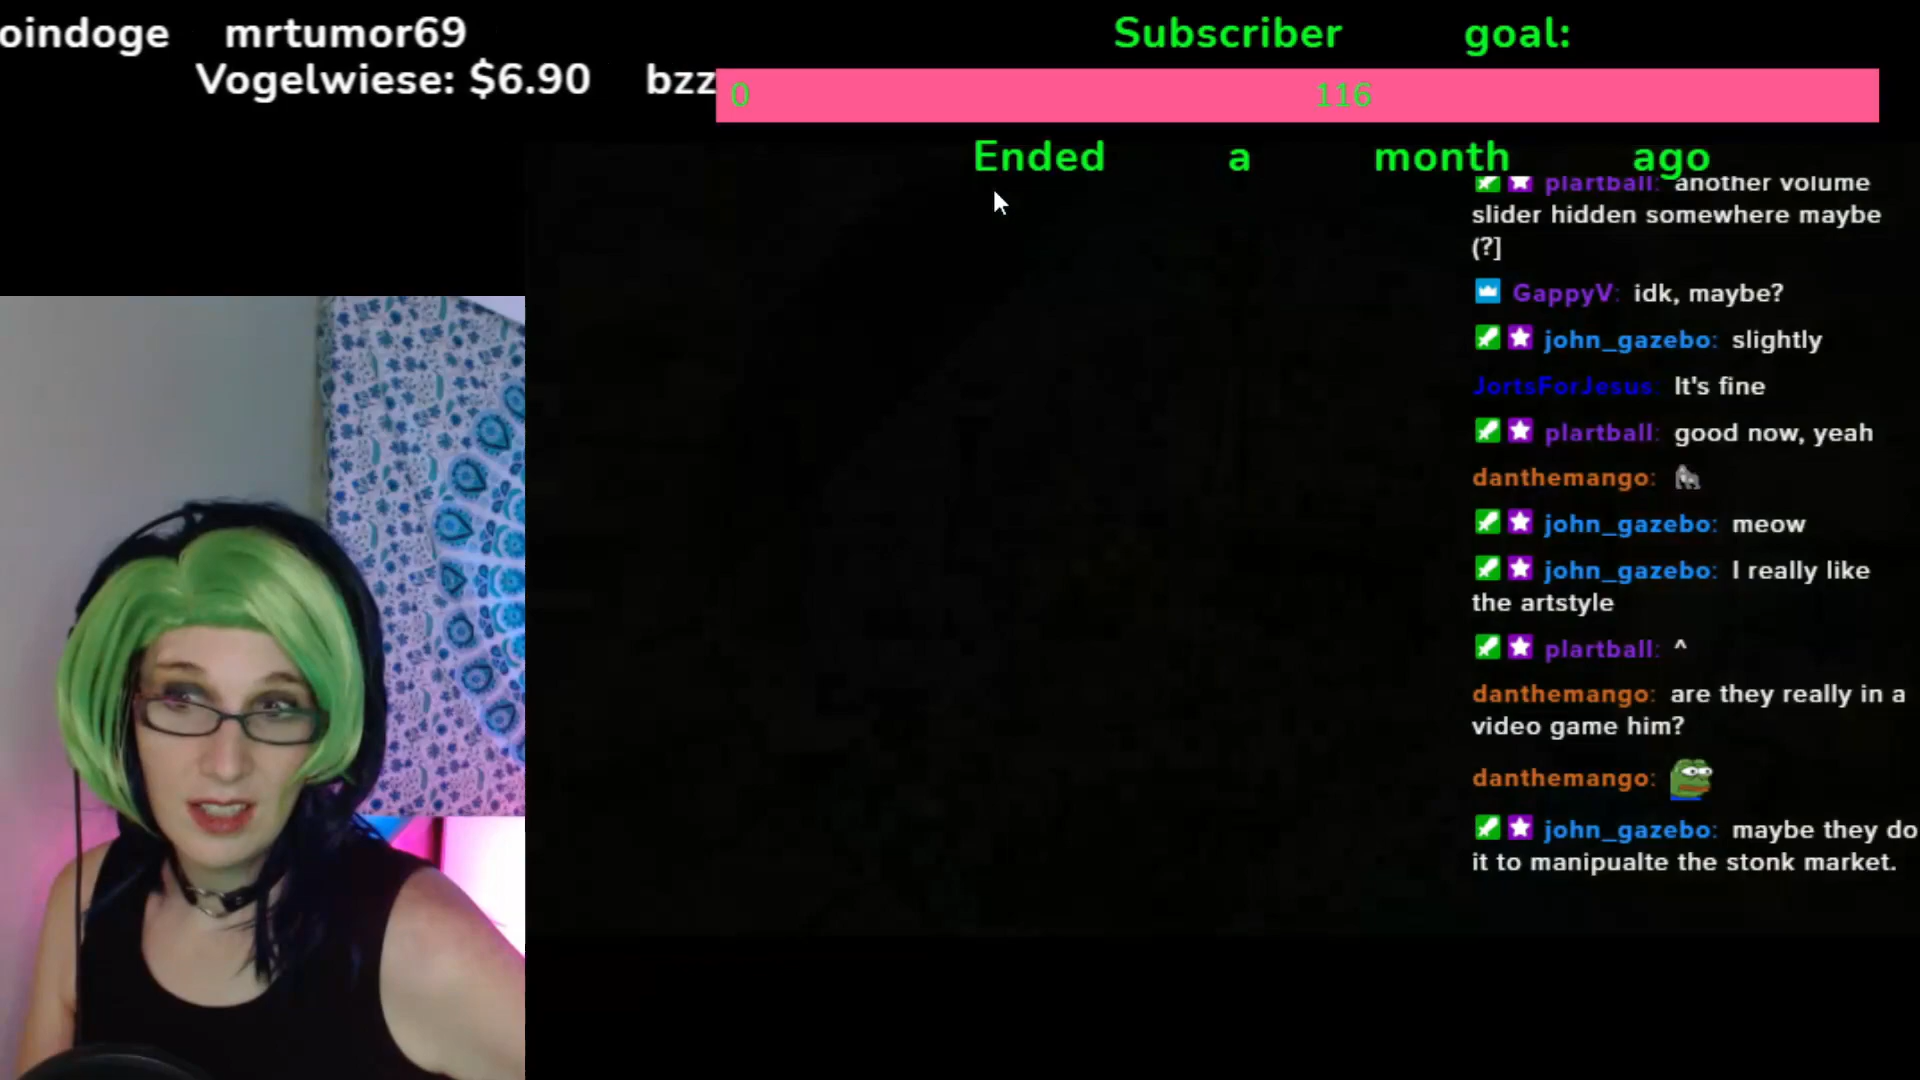 oindoge mrtumor69
Vogelwiese: $6.90 bzz
Subscriber goal:
0 116
Ended a month ago
plartball: another volume
slider hidden somewhere maybe
(?]
GappyV: idk, maybe?
john_gazebo: slightly
JortsForJesus: It's fine
plartball: good now, yeah
danthemango:
john_gazebo: meow
john_gazebo: I really like
the artstyle
plartball: ^
danthemango: are they really in a
video game him?
danthemango:
john_gazebo: maybe they do
it to manipualte the stonk market.